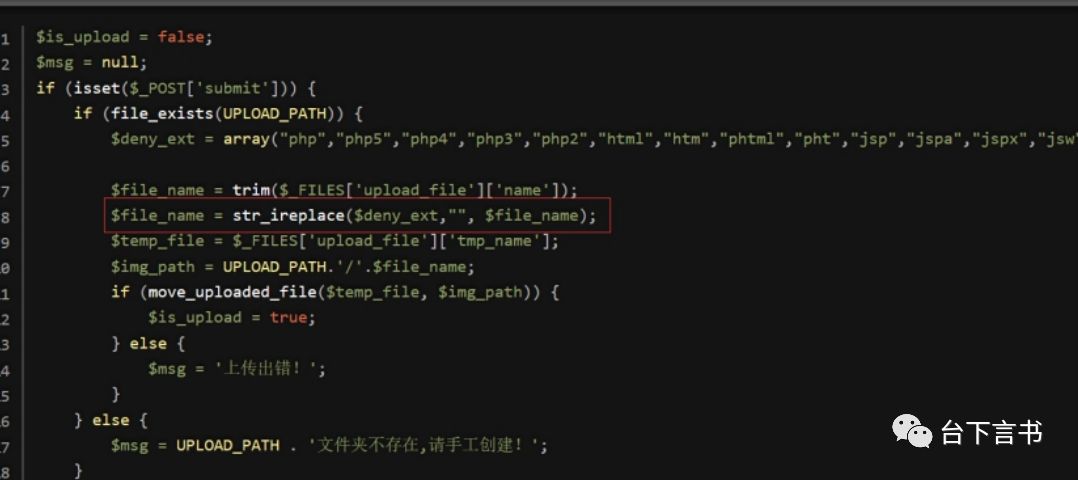 1 $is_upload = false;
2 $msg = null;
3 if (isset($_POST['submit'])) {
4 if (file_exists(UPLOAD_PATH)) {
5 $deny_ext = array("php","php5","php4","php3","php2","html","htm","phtml","pht","jsp","jspa","jspx","jsw"
6
7 $file_name = trim($_FILES['upload_file']['name']);
8 $file_name = str_ireplace($deny_ext,"", $file_name);
9 $temp_file = $_FILES['upload_file']['tmp_name'];
0 $img_path = UPLOAD_PATH.'/'.$file_name;
1 if (move_uploaded_file($temp_file, $img_path)) {
2 $is_upload = true;
3 } else {
4 $msg = '上传出错！';
5 }
6 } else {
7 $msg = UPLOAD_PATH . '文件夹不存在,请手工创建！';
8 }
台下言书